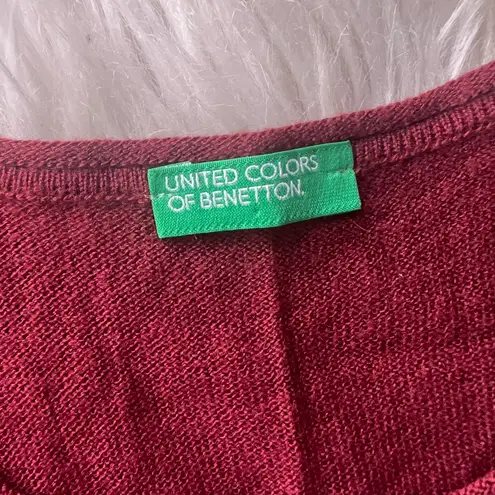 UNITED COLORS
OF BENETTON.